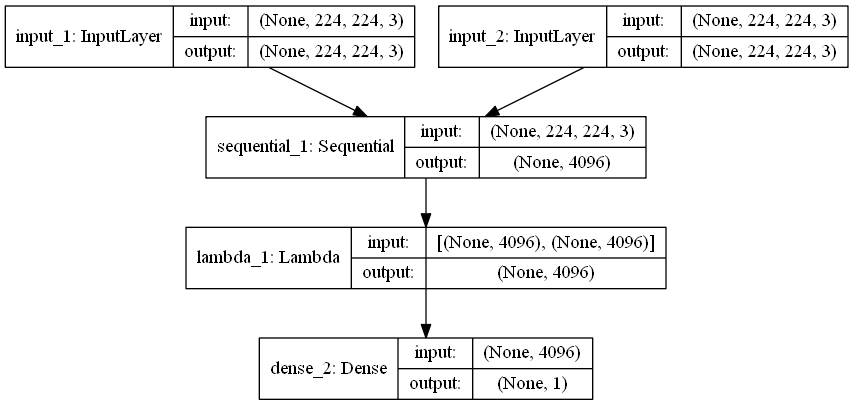 input_1: InputLayer
input: (None, 224, 224, 3)
output: (None, 224, 224, 3)
input_2: InputLayer
input: (None, 224, 224, 3)
output: (None, 224, 224, 3)
sequential_1: Sequential
input: (None, 224, 224, 3)
output: (None, 4096)
lambda_1: Lambda
input: [(None, 4096), (None, 4096)]
output: (None, 4096)
dense_2: Dense
input: (None, 4096)
output: (None, 1)